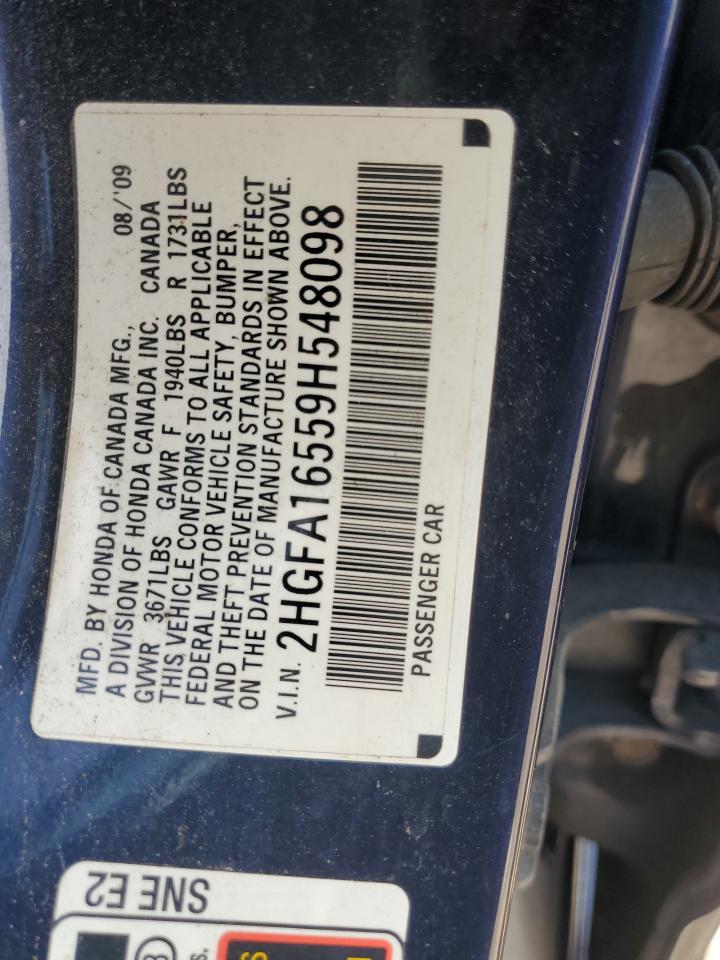 MFD. BY HONDA OF CANADA MFG., 08/'09
A DIVISION OF HONDA CANADA INC. CANADA
GVWR 3671LBS GAWR F 1940LBS R 1731LBS
THIS VEHICLE CONFORMS TO ALL APPLICABLE
FEDERAL MOTOR VEHICLE SAFETY, BUMPER,
AND THEFT PREVENTION STANDARDS IN EFFECT
ON THE DATE OF MANUFACTURE SHOWN ABOVE.
V.I.N. 2HGFA16559H548098
PASSENGER CAR
SNE E2